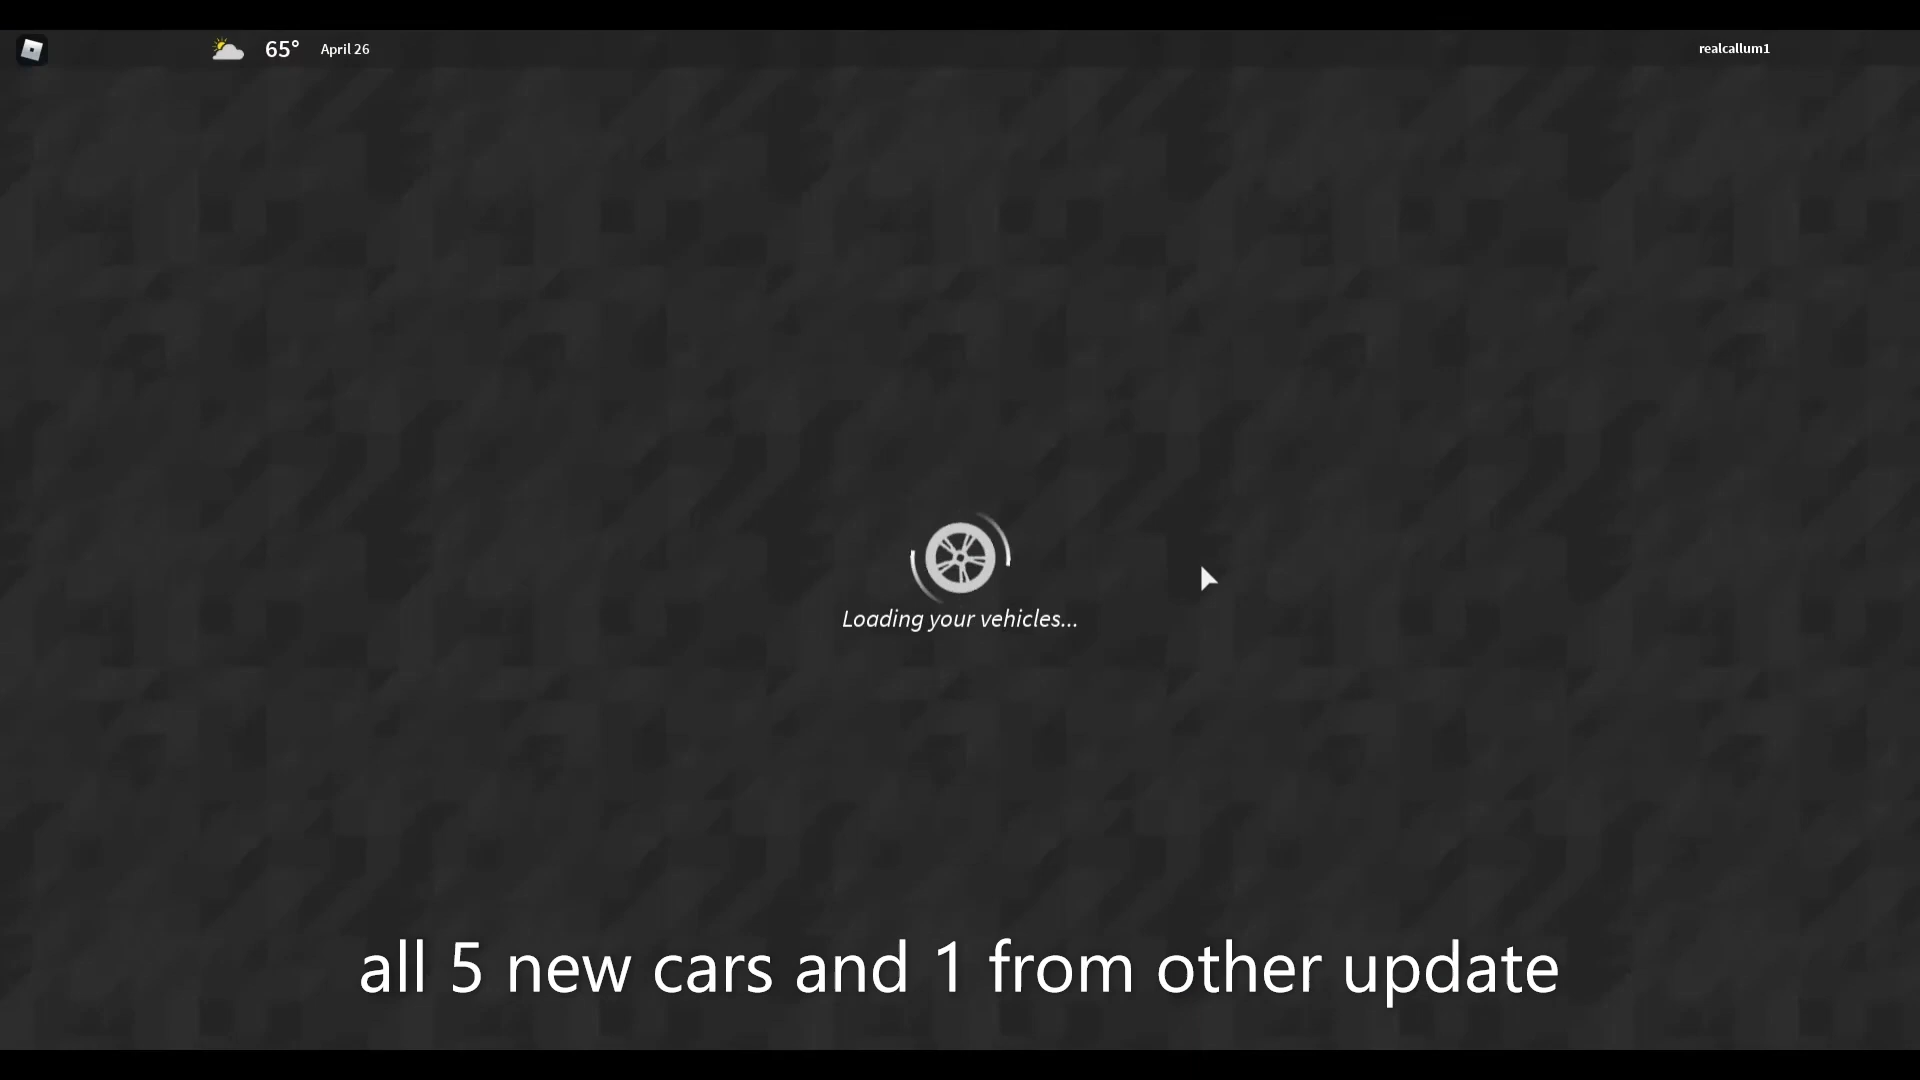 65° April 26 realcallum1
Loading your vehicles...
all 5 new cars and 1 from other update